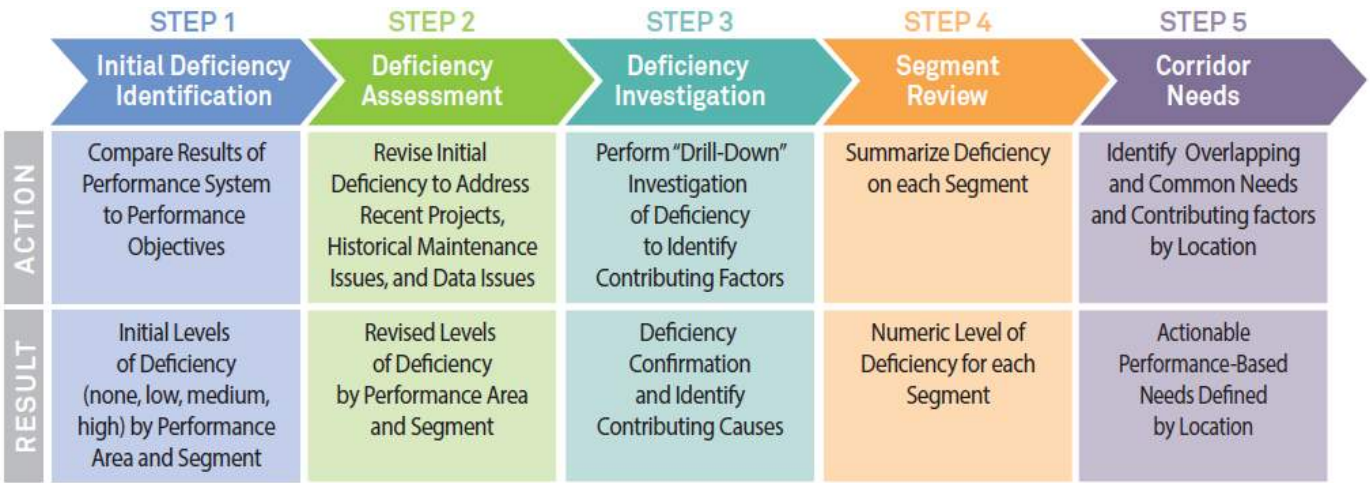 STEP 1
STEP 2
STEP 3
STEP 4
STEP 5
Initial Deficiency
Identification
Deficiency
Assessment
Deficiency
Investigation
Segment
Review
Corridor
Needs
ACTION
Compare Results of
Performance System
to Performance
Objectives
Revise Initial
Deficiency to Address
Recent Projects,
Historical Maintenance
Issues, and Data Issues
Perform “Drill-Down”
Investigation
of Deficiency
to Identify
Contributing Factors
Summarize Deficiency
on each Segment
Identify Overlapping
and Common Needs
and Contributing factors
by Location
RESULT
Initial Levels
of Deficiency
(none, low, medium,
high) by Performance
Area and Segment
Revised Levels
of Deficiency
by Performance Area
and Segment
Deficiency
Confirmation
and Identify
Contributing Causes
Numeric Level of
Deficiency for each
Segment
Actionable
Performance-Based
Needs Defined
by Location